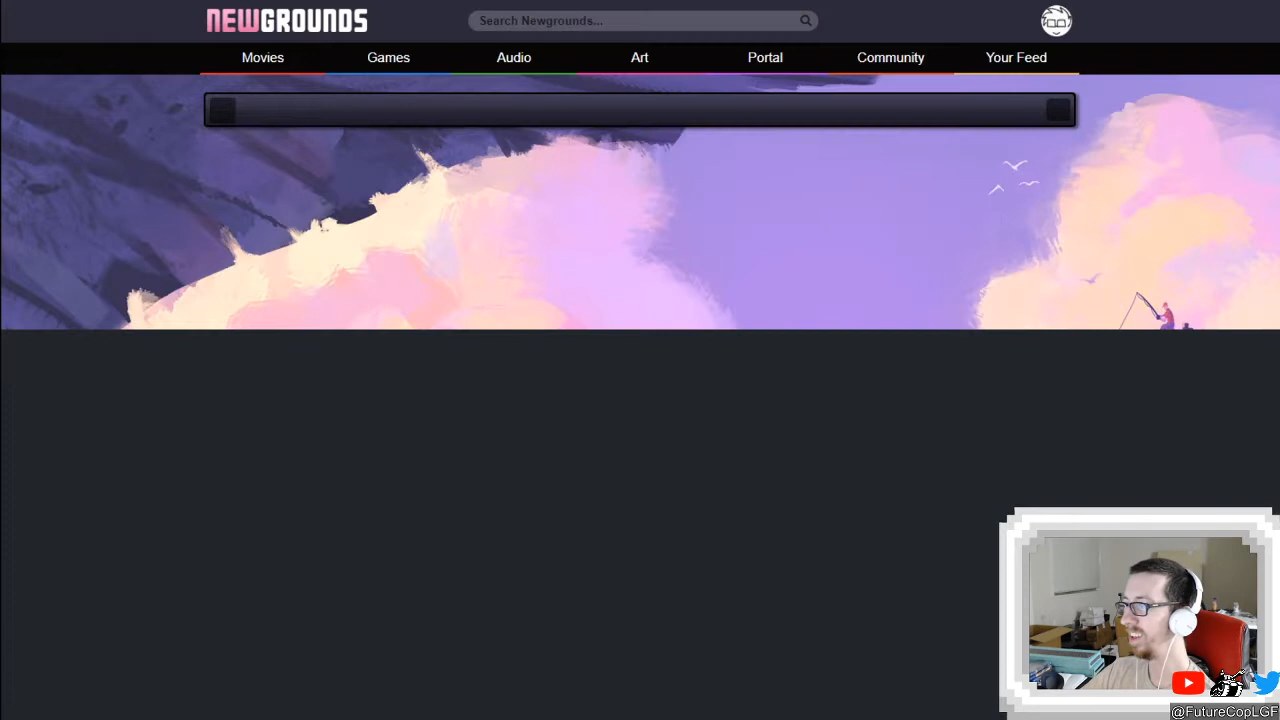 NEWGROUNDS
Search Newgrounds...
Movies
Games
Audio
Art
Portal
Community
Your Feed
@FutureCopLGF